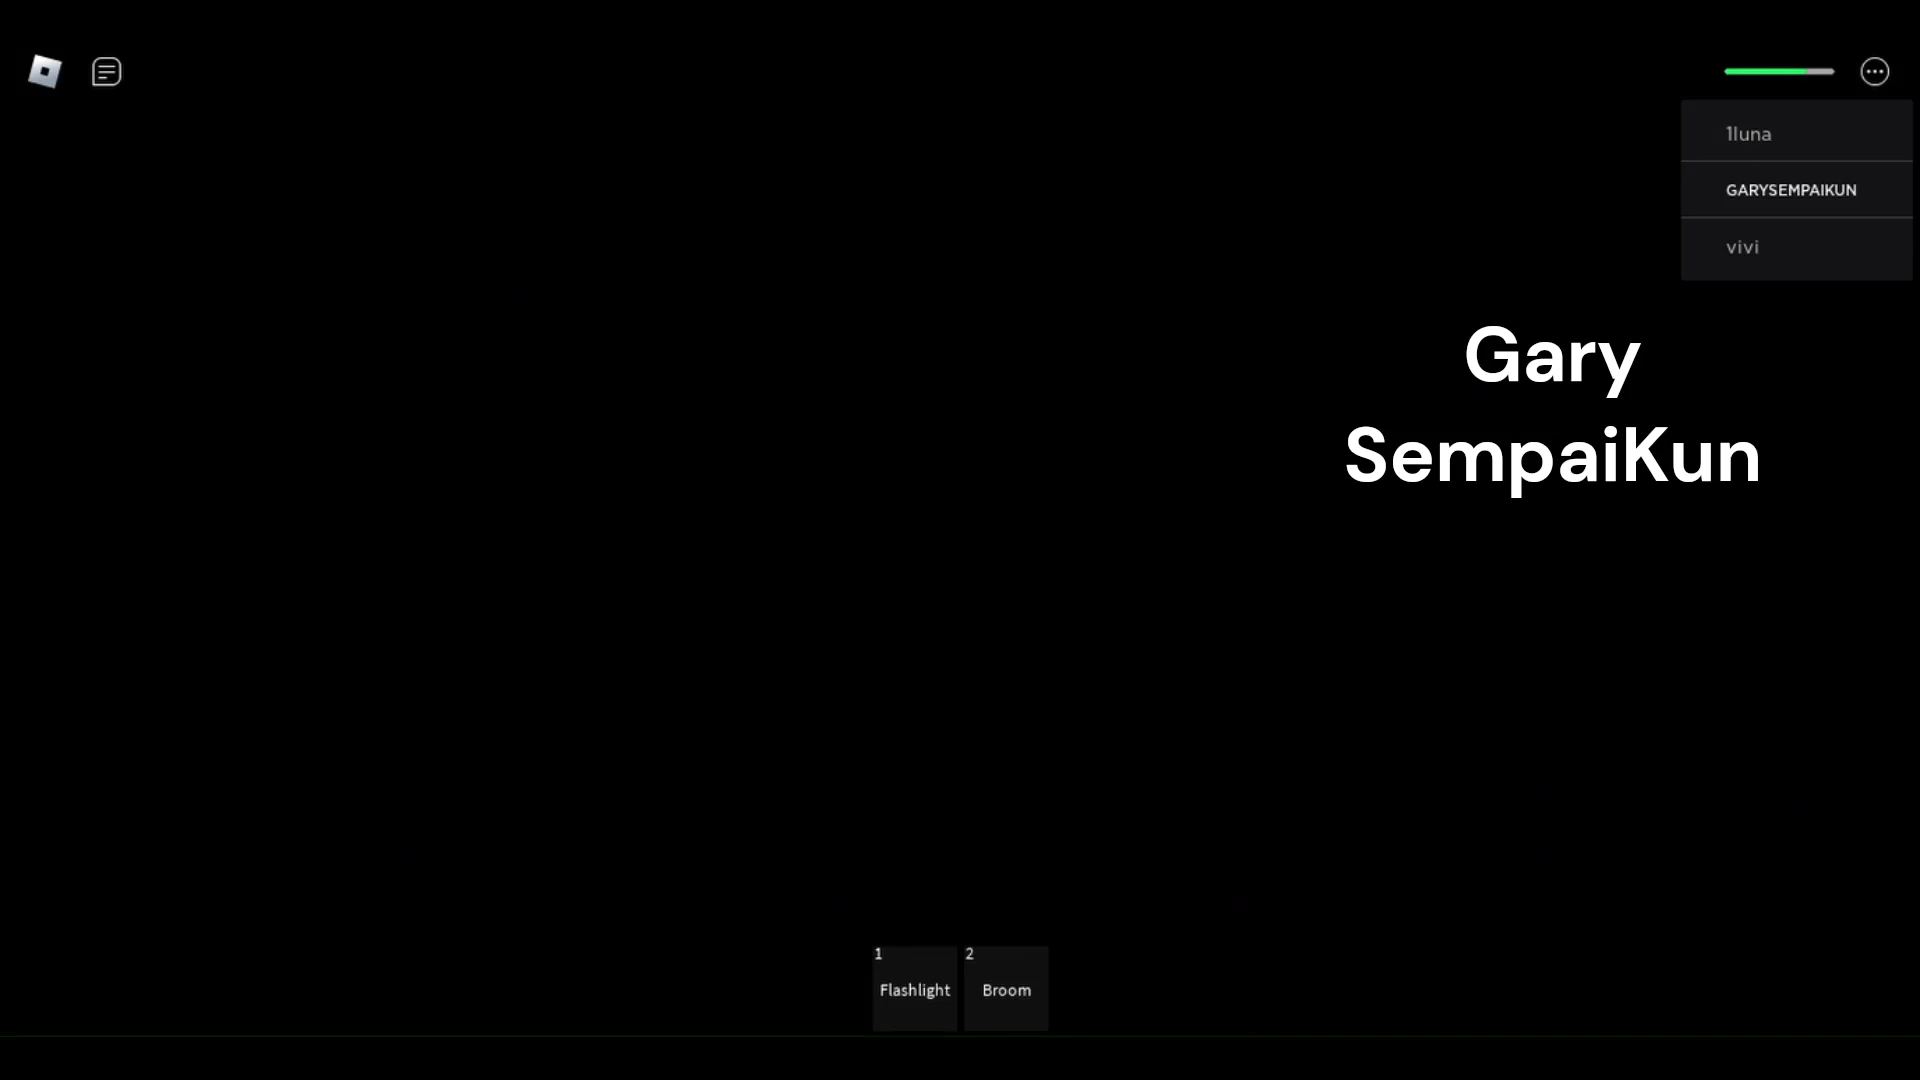 1luna
GARYSEMPAIKUN
vivi
Gary
SempaiKun
1
Flashlight
2
Broom